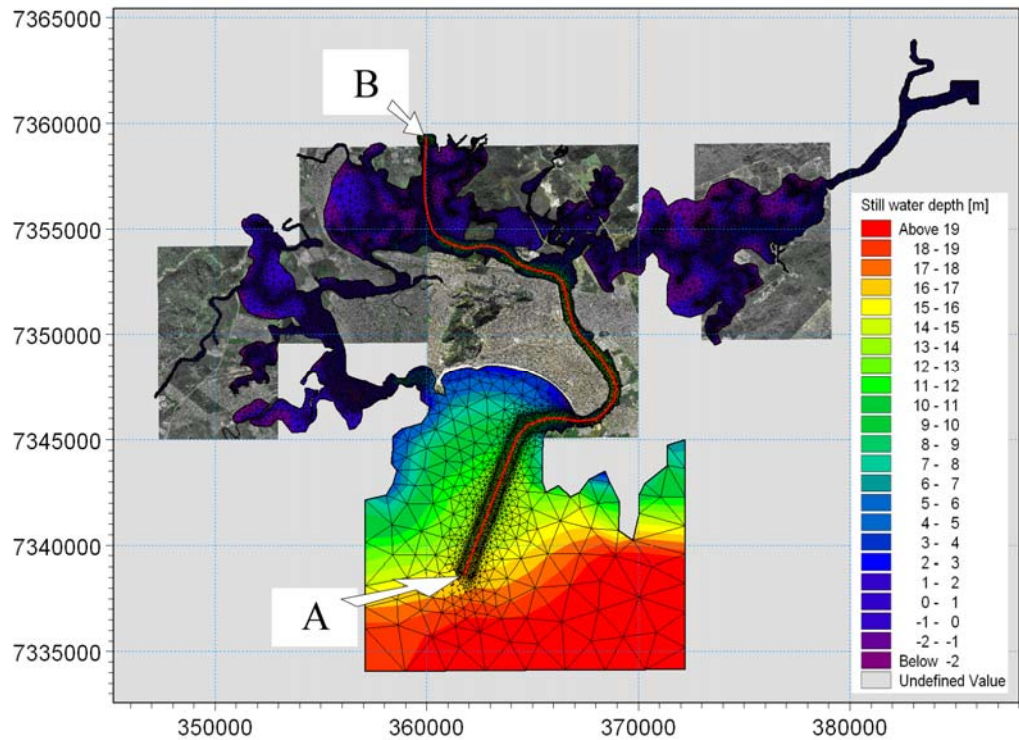 7365000
7360000
7355000
7350000
7345000
7340000
7335000
350000
360000
370000
380000
B
A
Still water depth [m]
Above 19
18 - 19
17 - 18
16 - 17
15 - 16
14 - 15
13 - 14
12 - 13
11 - 12
10 - 11
9 - 10
8 - 9
7 - 8
6 - 7
5 - 6
4 - 5
3 - 4
2 - 3
1 - 2
0 - 1
-1 - 0
-2 - -1
Below -2
Undefined Value